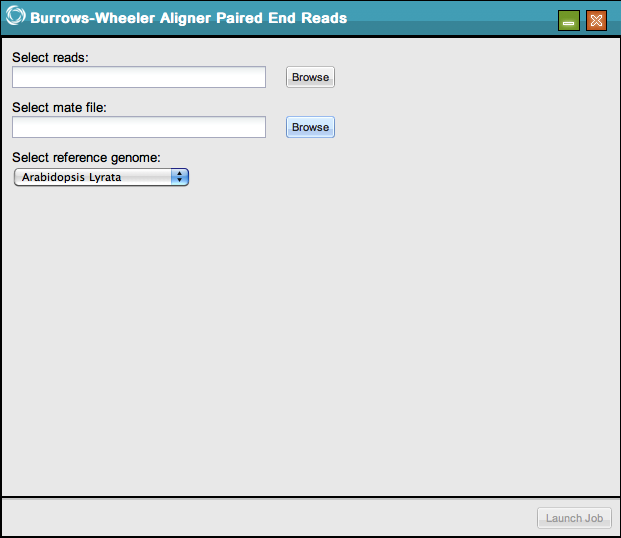 Burrows-Wheeler Aligner Paired End Reads
Select reads:
Browse
Select mate file:
Browse
Select reference genome:
Arabidopsis Lyrata
Launch Job